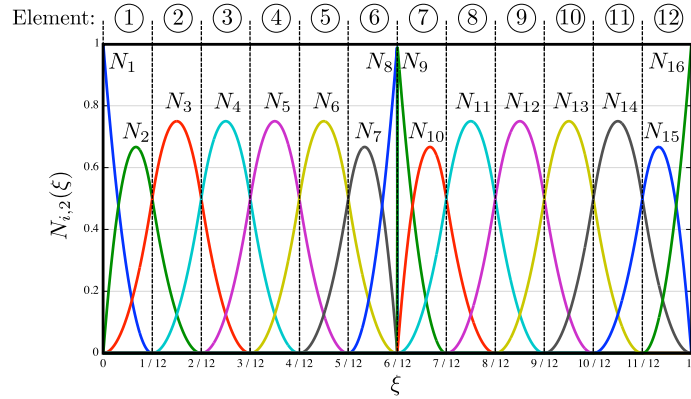 Element: 1 2 3 4 5 6 7 8 9 10 11 12
1
N₁ N₈ N₉ N₁₆
0.8
N₃ N₄ N₅ N₆ N₁₁ N₁₂ N₁₃ N₁₄
N₂ N₇ N₁₀ N₁₅
0.6
0.4
0.2
0
N_{i,2}(ξ)
0 1 / 12 2 / 12 3 / 12 4 / 12 5 / 12 6 / 12 7 / 12 8 / 12 9 / 12 10 / 12 11 / 12 1
ξ